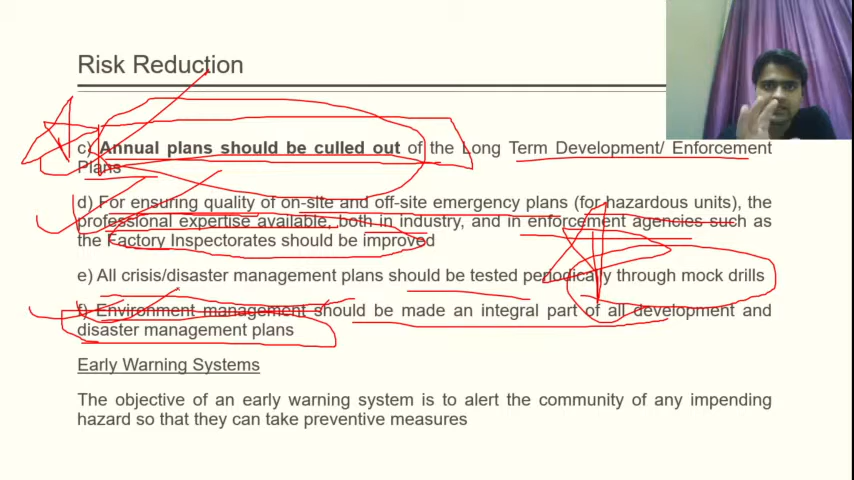 Risk Reduction
c) Annual plans should be culled out of the Long Term Development/ Enforcement
Plans
d) For ensuring quality of on-site and off-site emergency plans (for hazardous units), the
professional expertise available, both in industry, and in enforcement agencies such as
the Factory Inspectorates should be improved
e) All crisis/disaster management plans should be tested periodically through mock drills
f) Environment management should be made an integral part of all development and
disaster management plans
Early Warning Systems
The objective of an early warning system is to alert the community of any impending
hazard so that they can take preventive measures